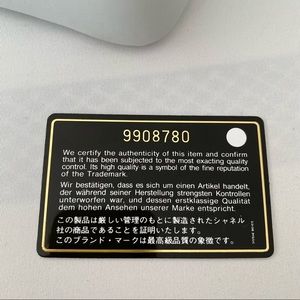 9908780
We certify the authenticity of this item and confirm
that it has been subjected to the most exacting quality
control. Its high quality is a symbol of the fine reputation
of the Trademark.
Wir bestätigen, dass es sich um einen Artikel handelt,
der während seiner Herstellung strengsten Kontrollen
unterworfen war, und dessen erstklassige Qualität
dem hohen Ansehen unserer Marke entspricht.
この製品は厳しい管理のもとに製造されたシャネル
社の商品であることを証明いたします。
このブランド・マークは最高級品質の象徴です。